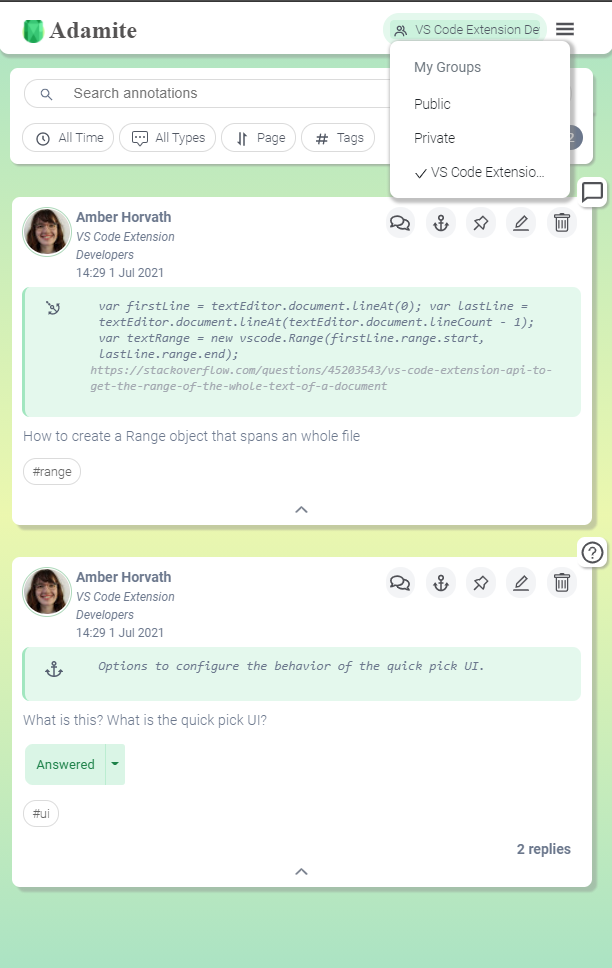 Adamite
VS Code Extension De
My Groups
Public
Private
VS Code Extensio...
Search annotations
All Time
All Types
Page
Tags
2
Amber Horvath
VS Code Extension
Developers
14:29 1 Jul 2021
var firstLine = textEditor.document.lineAt(0); var lastLine =
textEditor.document.lineAt(textEditor.document.lineCount - 1);
var textRange = new vscode.Range(firstLine.range.start,
lastLine.range.end);
https://stackoverflow.com/questions/45203543/vs-code-extension-api-to-
get-the-range-of-the-whole-text-of-a-document
How to create a Range object that spans an whole file
#range
Amber Horvath
VS Code Extension
Developers
14:29 1 Jul 2021
Options to configure the behavior of the quick pick UI.
What is this? What is the quick pick UI?
Answered
#ui
2 replies